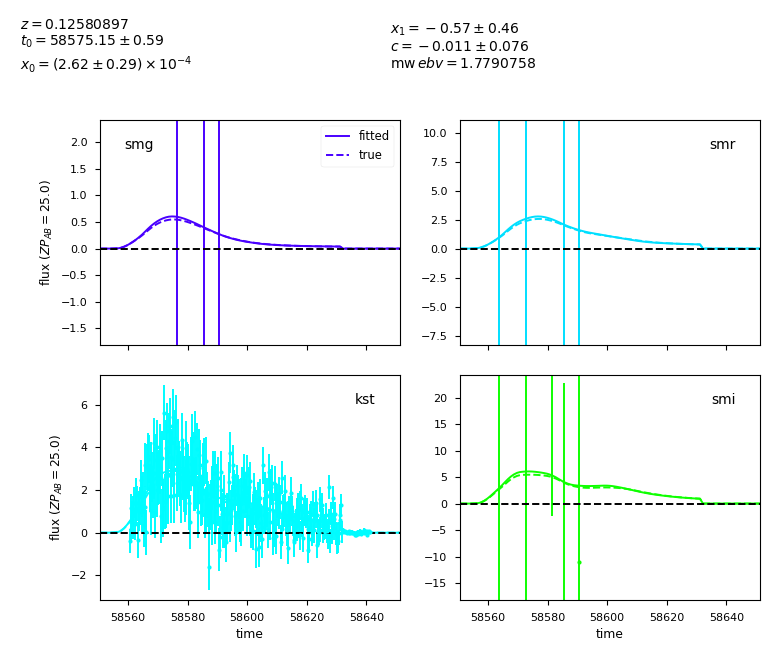 z = 0.12580897
t₀ = 58575.15 ± 0.59
x₀ = (2.62 ± 0.29) × 10⁻⁴
x₁ = −0.57 ± 0.46
c = −0.011 ± 0.076
mw ebv = 1.7790758
smg
fitted
true
2.0
1.5
1.0
0.5
0.0
−0.5
−1.0
−1.5
flux (ZP_AB = 25.0)
smr
10.0
7.5
5.0
2.5
0.0
−2.5
−5.0
−7.5
kst
6
4
2
0
−2
flux (ZP_AB = 25.0)
58560 58580 58600 58620 58640
time
smi
20
15
10
5
0
−5
−10
−15
58560 58580 58600 58620 58640
time